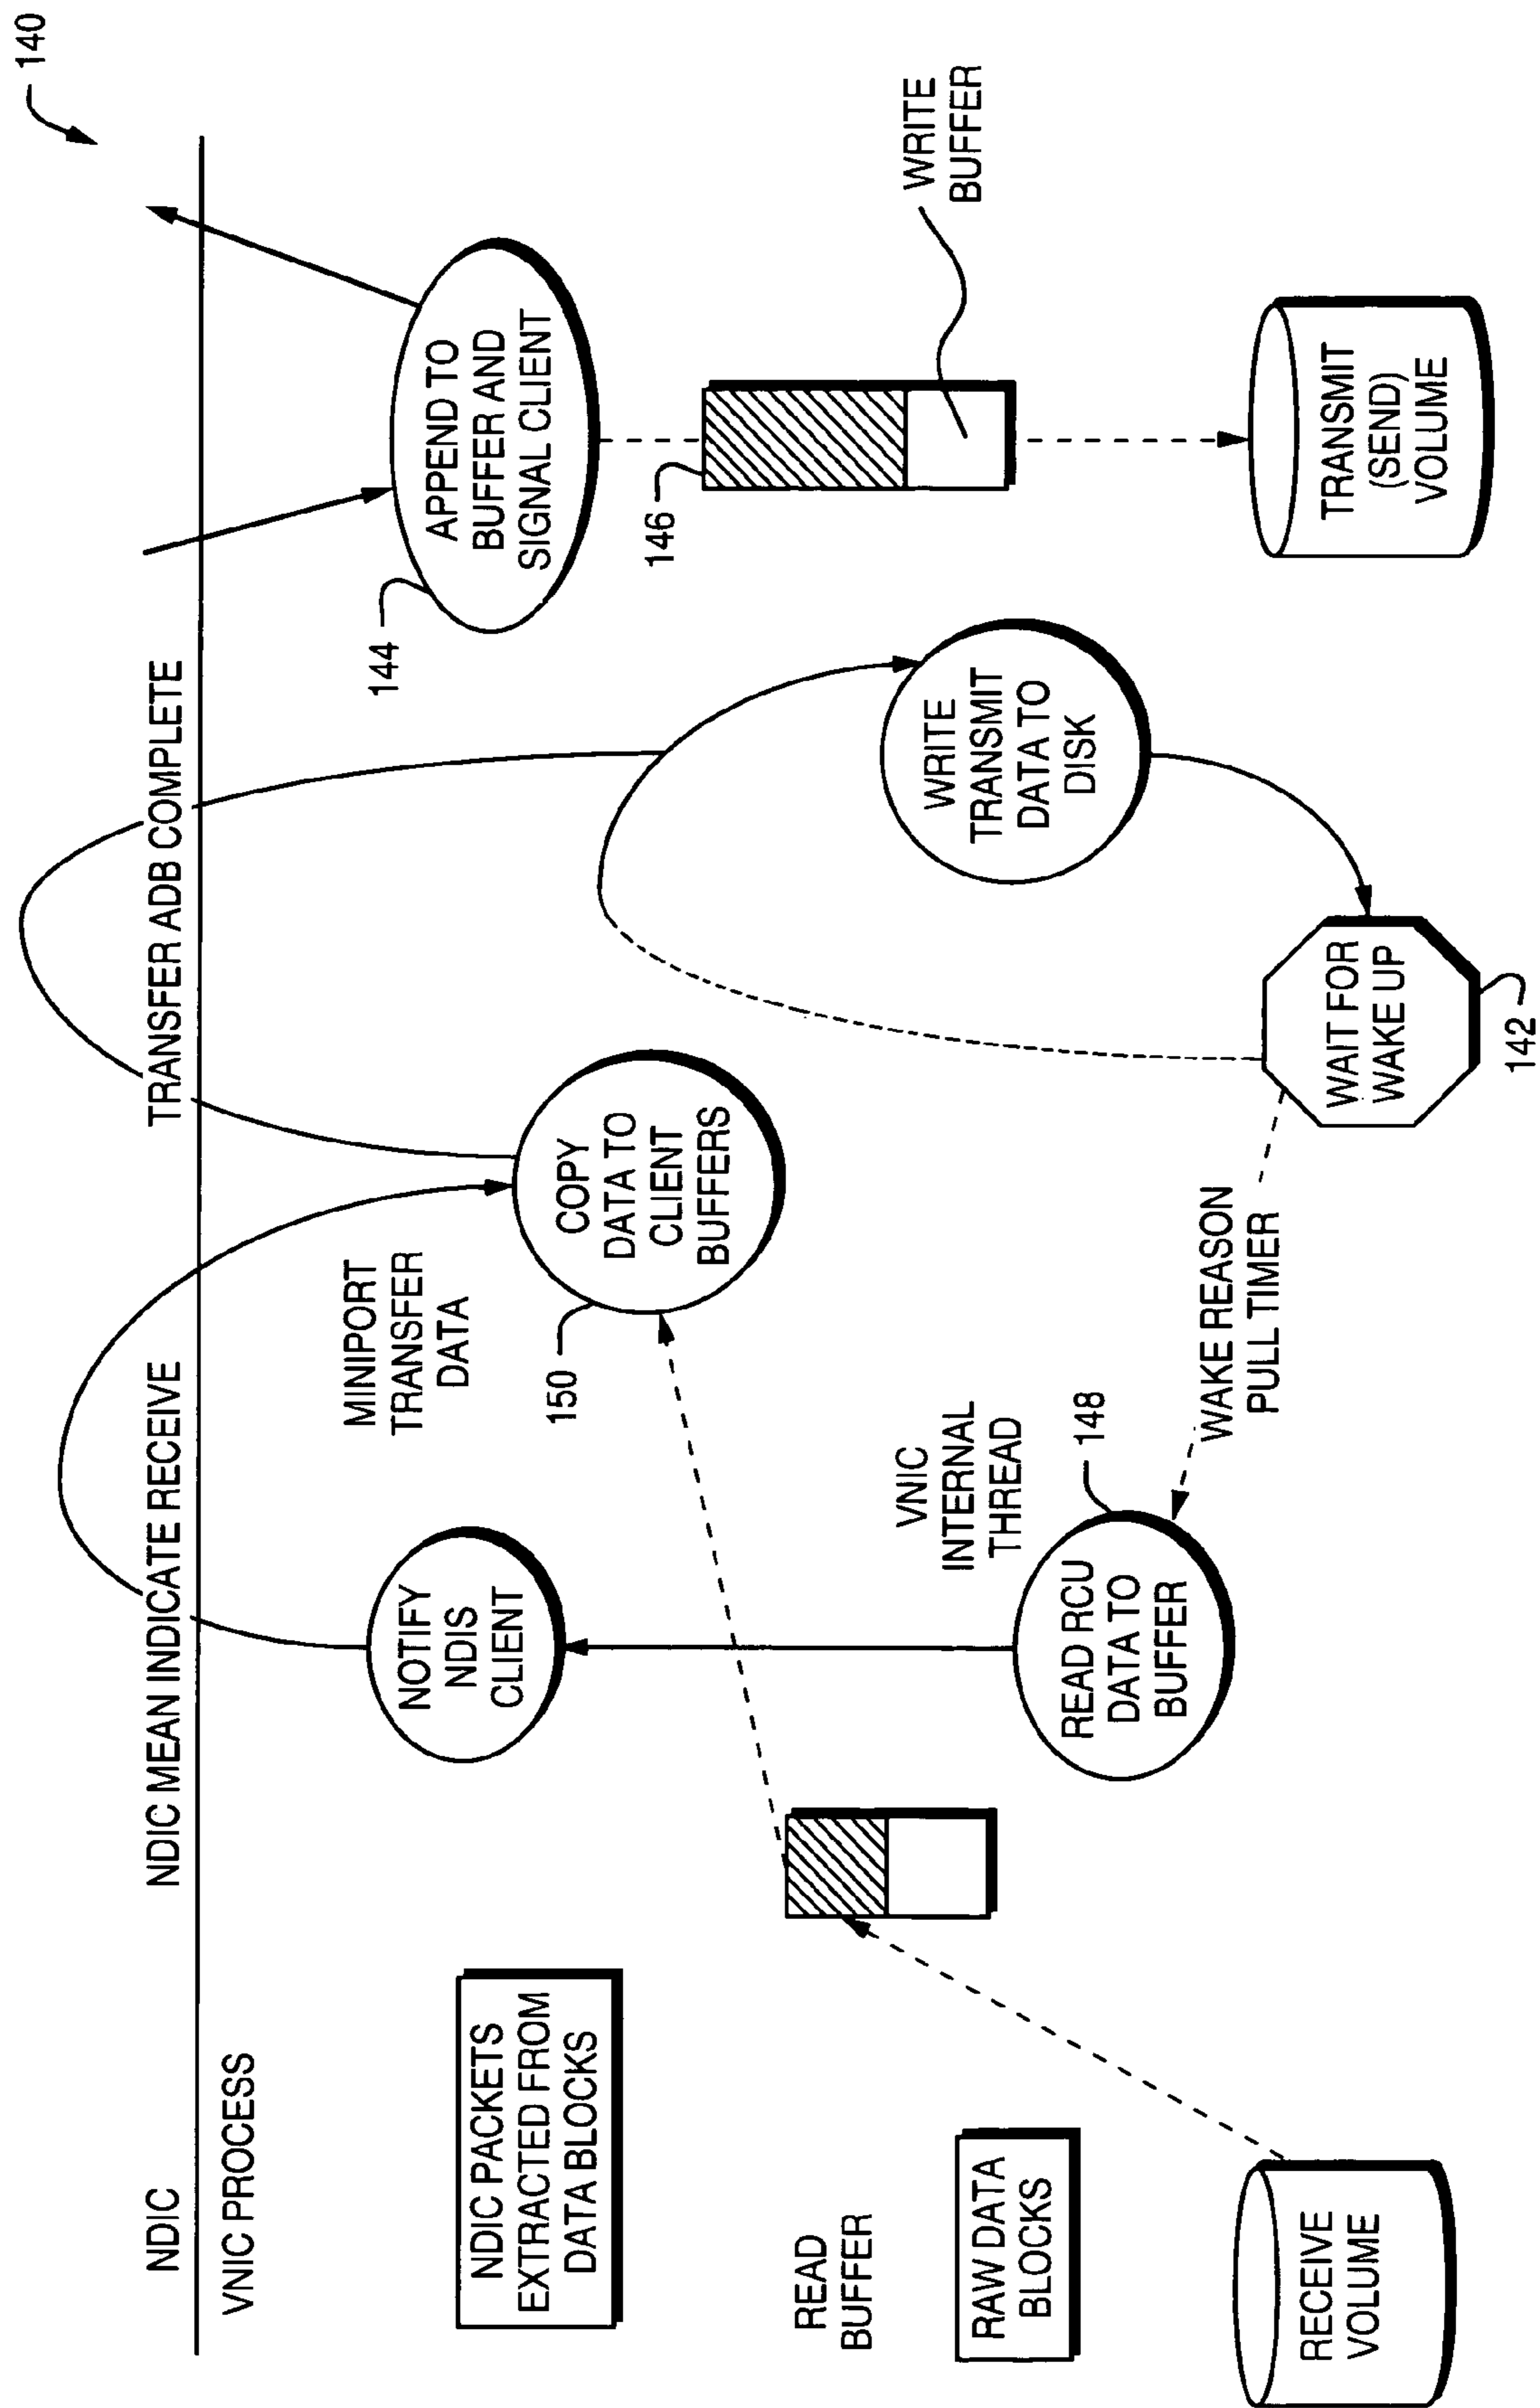 140
NDIC
NDIC MEAN INDICATE RECEIVE
TRANSFER ADB COMPLETE
VNIC PROCESS
NDIC PACKETS
EXTRACTED FROM
DATA BLOCKS
NOTIFY
NDIS
CLIENT
MINIPORT
TRANSFER
DATA
150
COPY
DATA TO
CLIENT
BUFFERS
144
APPEND TO
BUFFER AND
SIGNAL CLIENT
146
WRITE
BUFFER
READ
BUFFER
RAW DATA
BLOCKS
VNIC
INTERNAL
THREAD
148
READ RCU
DATA TO
BUFFER
WRITE
TRANSMIT
DATA TO
DISK
WAKE REASON
PULL TIMER
RECEIVE
VOLUME
WAIT FOR
WAKE UP
142
TRANSMIT
(SEND)
VOLUME